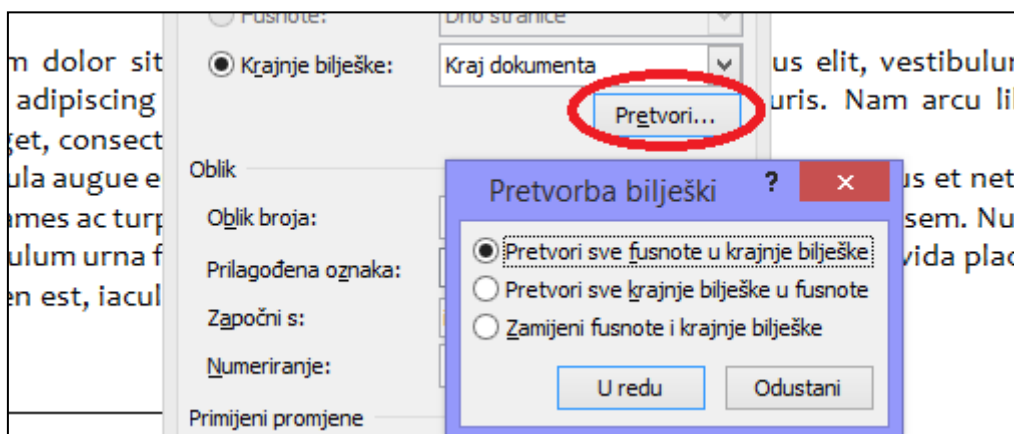 Fusnote: Dno stranice
m dolor sit Krajnje bilješke: Kraj dokumenta us elit, vestibulur
adipiscing Pretvori... uris. Nam arcu lil
get, consect
ula augue e Oblik Pretvorba bilješki ? x us et net
ames ac turp Oblik broja: sem. Nu
Pretvori sve fusnote u krajnje bilješke
ulum urna f Prilagođena oznaka: vida plac
Pretvori sve krajnje bilješke u fusnote
en est, iacul Započni s: Zamijeni fusnote i krajnje bilješke
Numeriranje: U redu Odustani
Primijeni promjene